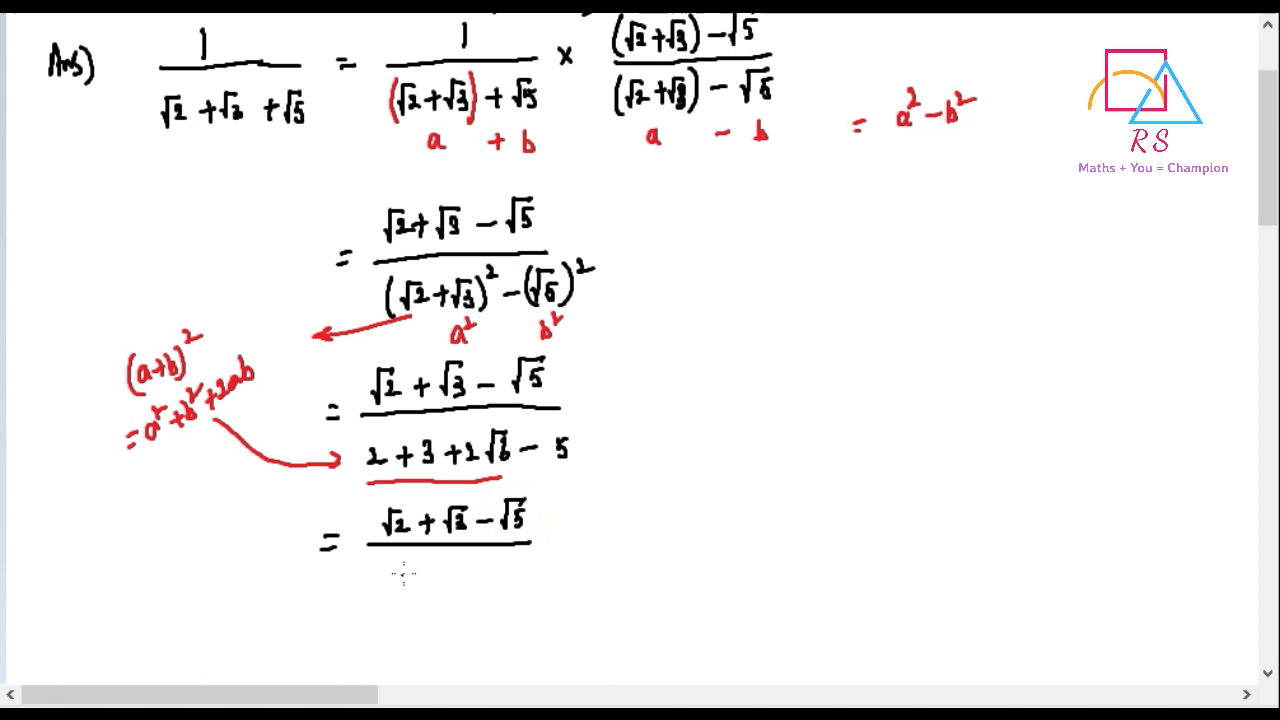 Ans) 1/(√2 + √3 + √5) = 1/((√2 + √3) + √5) × ((√2 + √3) − √5)/((√2 + √3) − √5)
a + b a − b = a² − b²
RS
Maths + You = Champion
= (√2 + √3 − √5)/((√2 + √3)² − (√5)²)
a² b²
(a+b)²
= a² + b² + 2ab
= (√2 + √3 − √5)/(2 + 3 + 2√6 − 5)
= √2 + √3 − √5